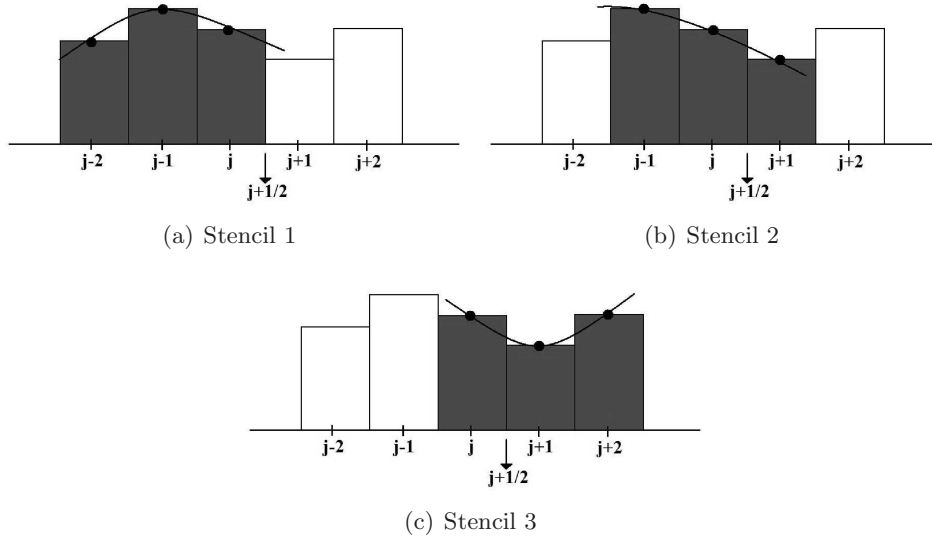 j-2 j-1 j j+1 j+2
j+1/2
(a) Stencil 1
j-2 j-1 j j+1 j+2
j+1/2
(b) Stencil 2
j-2 j-1 j j+1 j+2
j+1/2
(c) Stencil 3